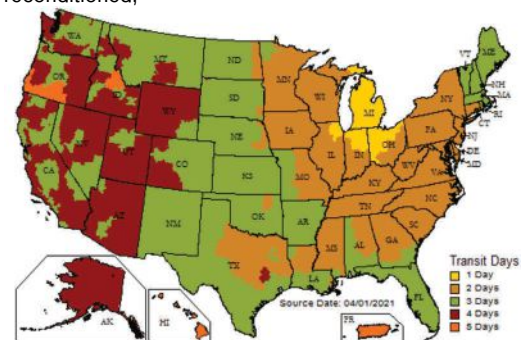 reconditioned,
WA
MT
ND
MN
VT
ME
OR
ID
WY
SD
WI
MI
NY
NH
MA
RI
CT
NV
UT
CO
NE
IA
IL
IN
OH
PA
NJ
DE
MD
CA
KS
MO
KY
WV
VA
AZ
NM
OK
AR
TN
NC
SC
TX
LA
MS
AL
GA
FL
AK
HI
PR
Source Date: 04/01/2021
Transit Days
1 Day
2 Days
3 Days
4 Days
5 Days